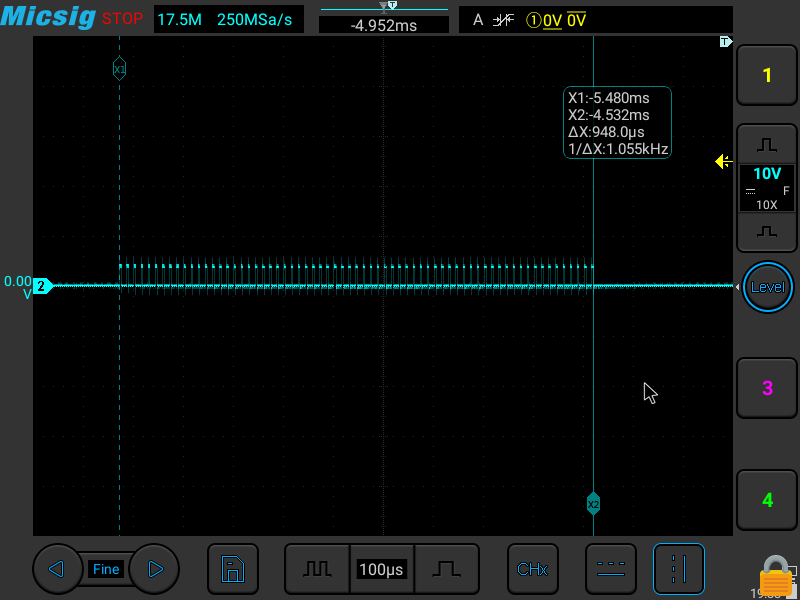 Micsig STOP 17.5M 250MSa/s T -4.952ms A ① 0V 0V
T
X1
X1:-5.480ms
X2:-4.532ms
ΔX:948.0μs
1/ΔX:1.055kHz
1
10V
F
10X
0.00
V
2
Level
3
X2
4
Fine
100μs
CHx